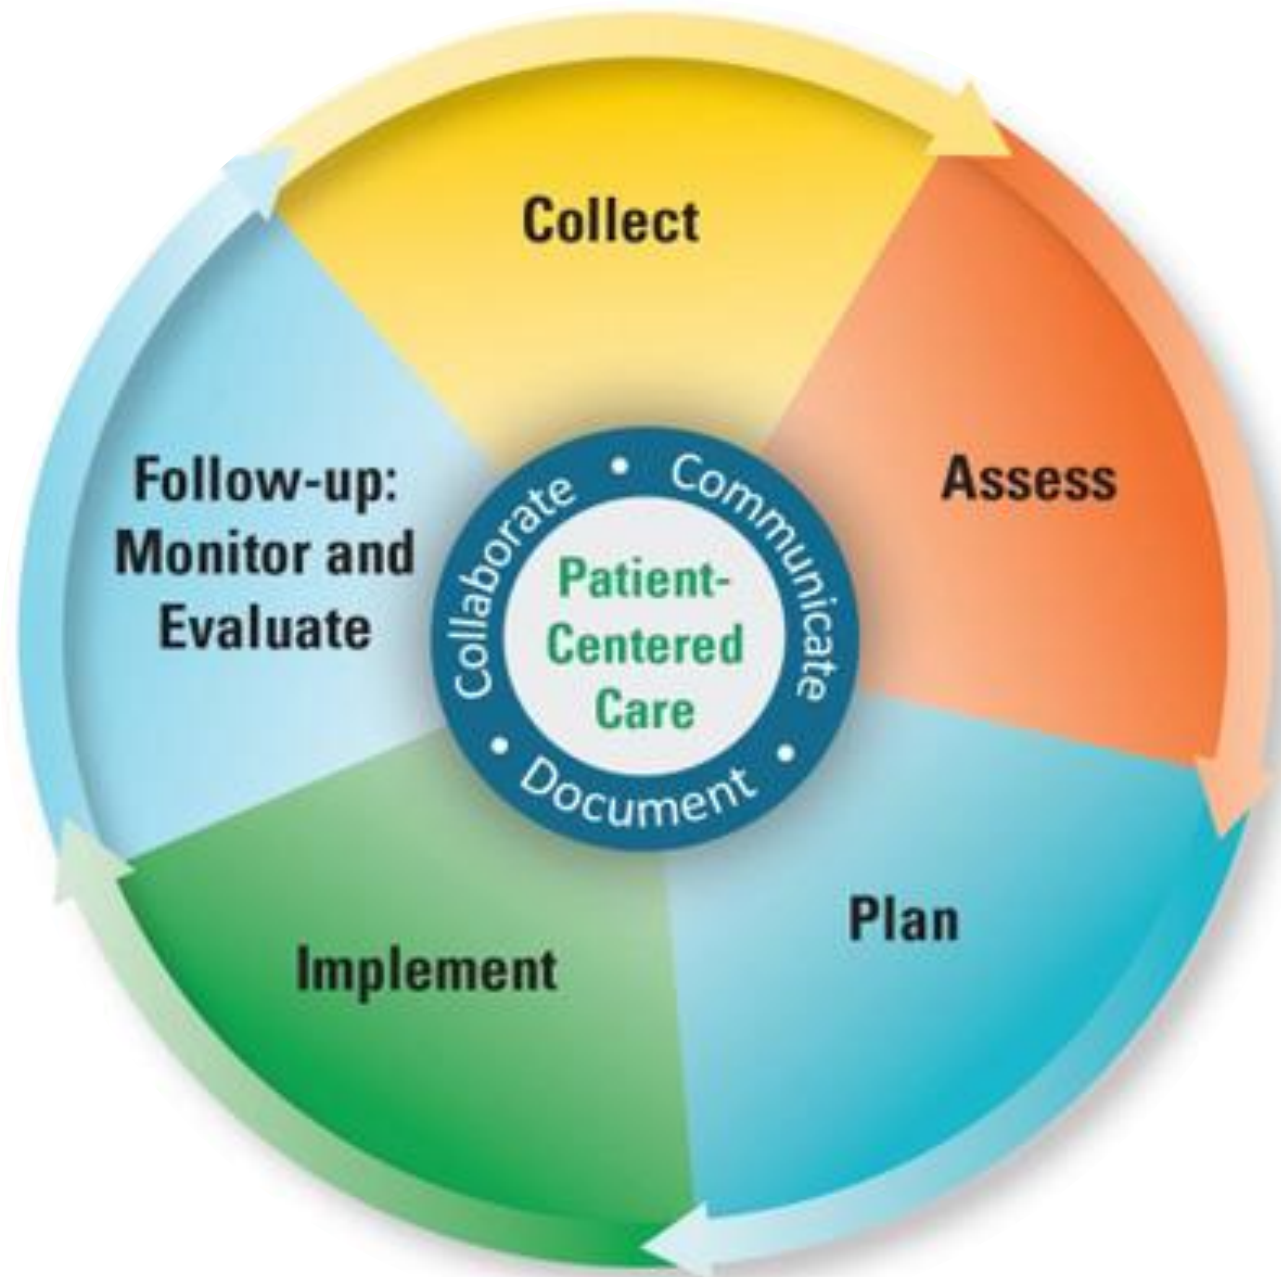 Collect
Assess
Plan
Implement
Follow-up:
Monitor and
Evaluate
Collaborate • Communicate • Document •
Patient-
Centered
Care